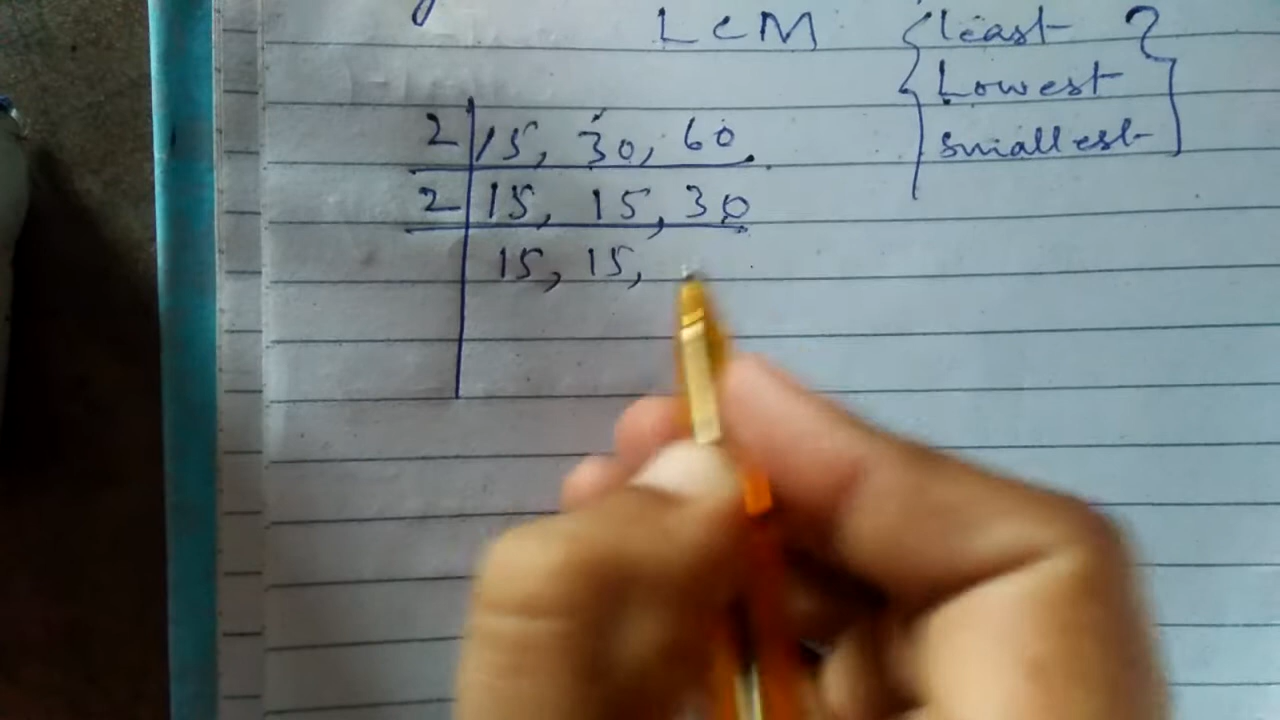 LCM { Least }
Lowest
Smallest
2 | 15, 30, 60
2 | 15, 15, 30
15, 15,